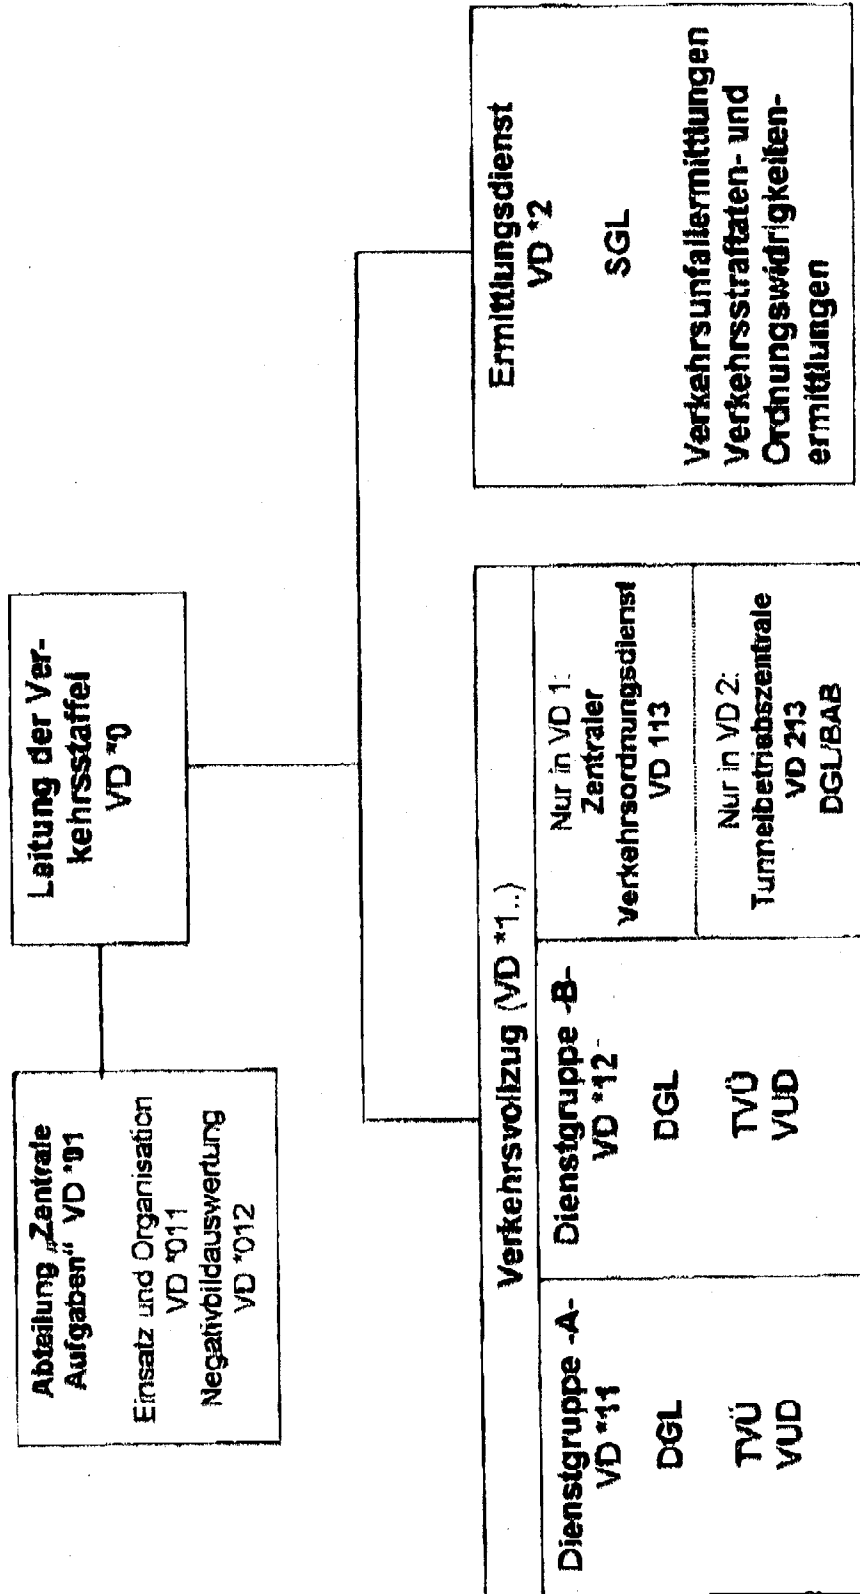 Leitung der Ver-
kehrsstaffel
VD *0
Abteilung „Zentrale
Aufgaben“ VD *01
Einsatz und Organisation
VD *011
Negativbildauswertung
VD *012
Verkehrsvollzug (VD *1..)
Dienstgruppe -A-
VD *11
DGL
TVÜ
VUD
Dienstgruppe -B-
VD *12
DGL
TVÜ
VUD
Nur in VD 1:
Zentraler
Verkehrsordnungsdienst
VD 113
Nur in VD 2:
Tunnelbetriebszentrale
VD 213
DGL/BAB
Ermittlungsdienst
VD *2
SGL
Verkehrsunfallermittlungen
Verkehrsstraftaten- und
Ordnungswidrigkeiten-
ermittlungen